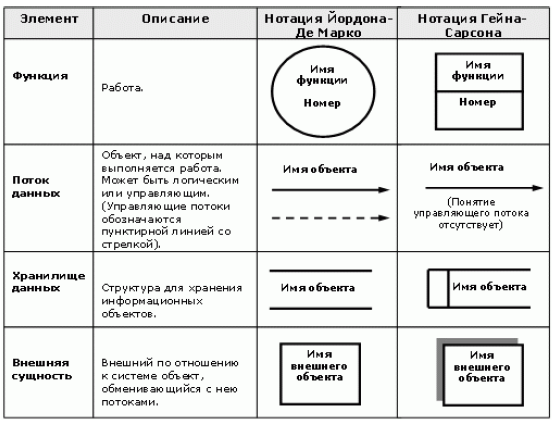 Элемент
Описание
Нотация Йордона-
Де Марко
Нотация Гейна-
Сарсона
Функция
Работа.
Имя
функции
Номер
Имя
функции
Номер
Поток
данных
Объект, над которым
выполняется работа.
Может быть логическим
или управляющим.
(Управляющие потоки
обозначаются
пунктирной линией со
стрелкой).
Имя объекта
Имя объекта
(Понятие
управляющего потока
отсутствует)
Хранилище
данных
Структура для хранения
информационных
объектов.
Имя объекта
Имя объекта
Внешняя
сущность
Внешний по отношению
к системе объект,
обменивающийся с нею
потоками.
Имя
внешнего
объекта
Имя
внешнего
объекта